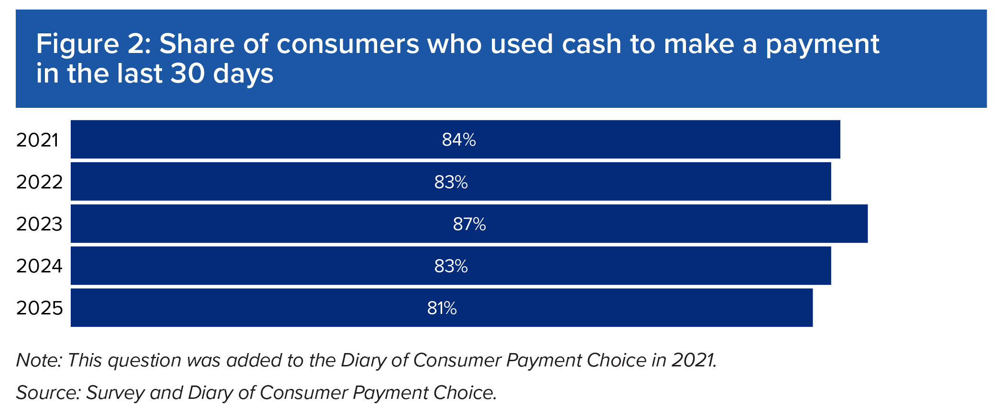 Figure 2: Share of consumers who used cash to make a payment
in the last 30 days
2021 84%
2022 83%
2023 87%
2024 83%
2025 81%
Note: This question was added to the Diary of Consumer Payment Choice in 2021.
Source: Survey and Diary of Consumer Payment Choice.